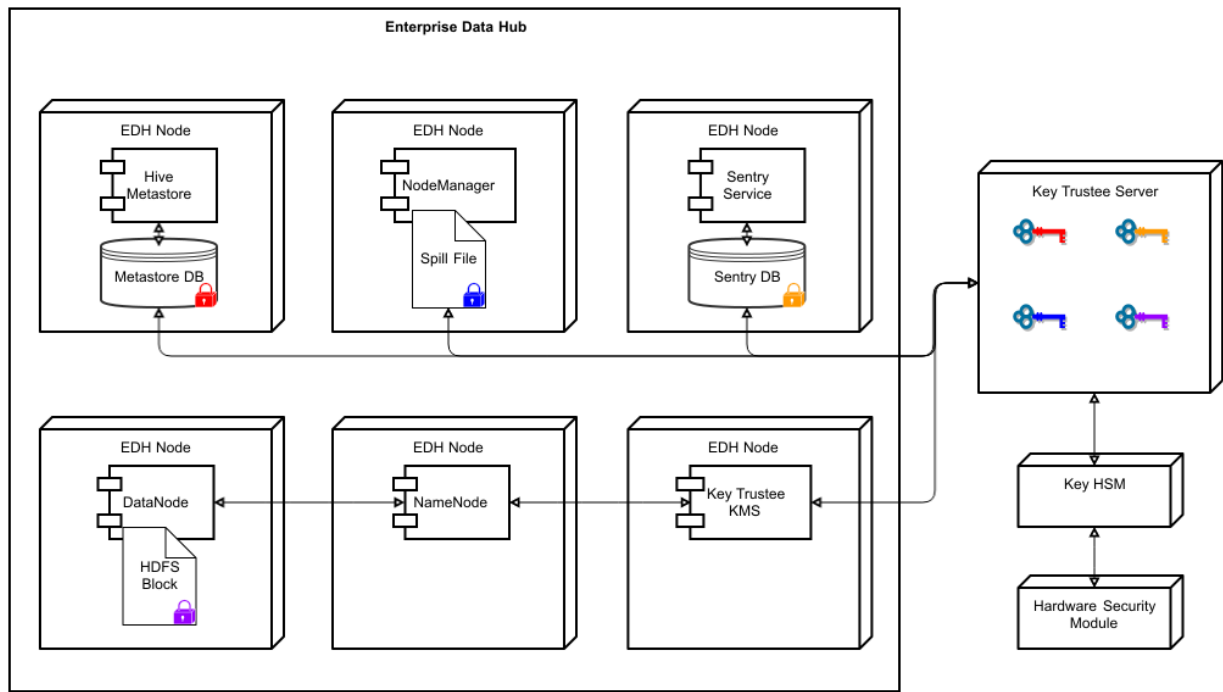 Enterprise Data Hub
EDH Node
Hive
Metastore
Metastore DB
EDH Node
NodeManager
Spill File
EDH Node
Sentry
Service
Sentry DB
Key Trustee Server
EDH Node
DataNode
HDFS
Block
EDH Node
NameNode
EDH Node
Key Trustee
KMS
Key HSM
Hardware Security
Module